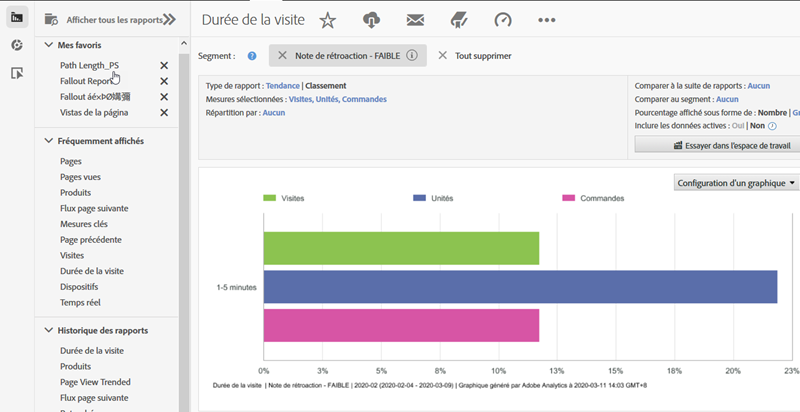 Afficher tous les rapports
Durée de la visite
Mes favoris
Path Length_PS
Fallout Report
Fallout áé×ÞØ媾彌
Vistas de la página
Fréquemment affichés
Pages
Pages vues
Produits
Flux page suivante
Mesures clés
Page précédente
Visites
Durée de la visite
Dispositifs
Temps réel
Historique des rapports
Durée de la visite
Produits
Page View Trended
Flux page suivante
Segment :
Note de rétroaction - FAIBLE
Tout supprimer
Type de rapport : Tendance | Classement
Mesures sélectionnées : Visites, Unités, Commandes
Répartition par : Aucun
Comparer à la suite de rapports : Aucun
Comparer au segment : Aucun
Pourcentage affiché sous forme de : Nombre | Gr
Inclure les données actives : Oui | Non
Essayer dans l'espace de travail
Configuration d'un graphique
Visites Unités Commandes
1-5 minutes
0% 3% 5% 8% 10% 13% 15% 18% 20% 23%
Durée de la visite | Note de rétroaction - FAIBLE | 2020-02 (2020-02-04 - 2020-03-09) | Graphique généré par Adobe Analytics à 2020-03-11 14:03 GMT+8